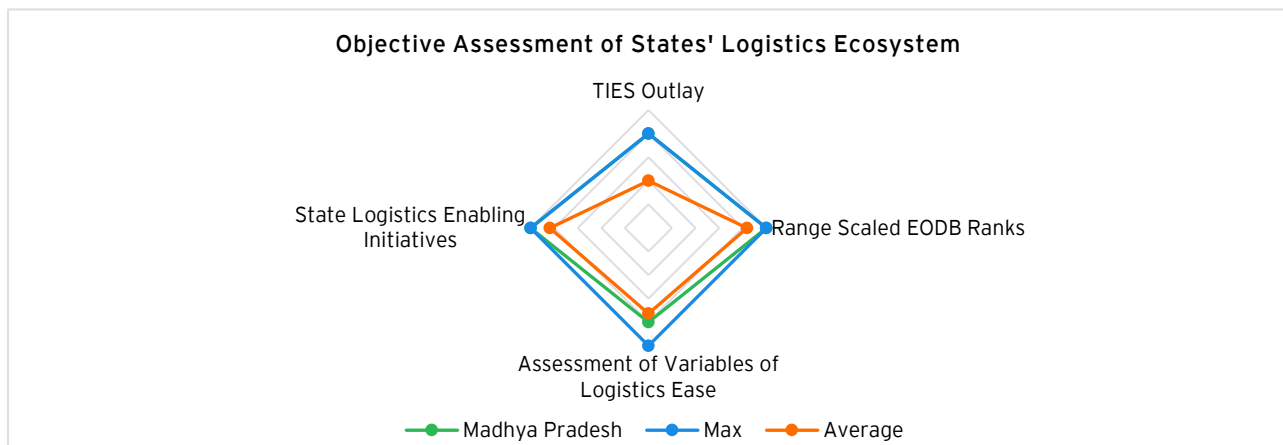 Objective Assessment of States' Logistics Ecosystem
TIES Outlay
State Logistics Enabling
Initiatives
Range Scaled EODB Ranks
Assessment of Variables of
Logistics Ease
Madhya Pradesh
Max
Average